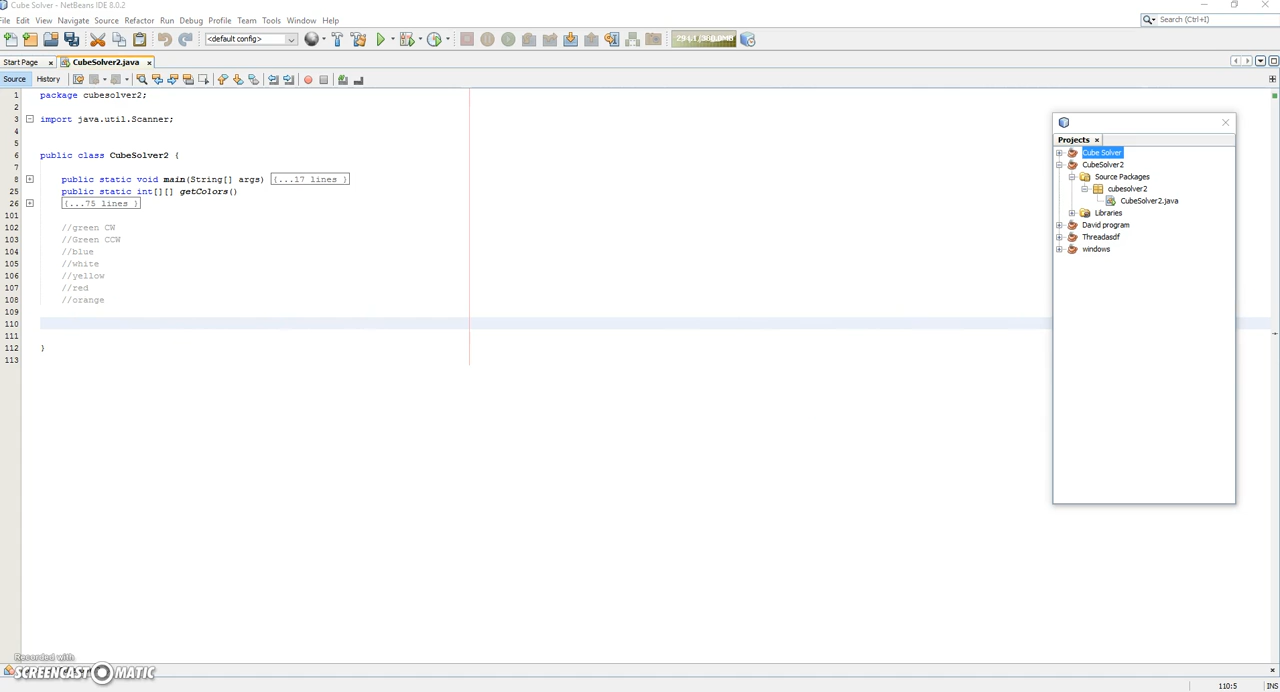 Cube Solver - NetBeans IDE 8.0.2
File Edit View Navigate Source Refactor Run Debug Profile Team Tools Window Help
Search (Ctrl+I)
<default config>
Start Page
CubeSolver2.java
Source History
1 package cubesolver2;
2
3 import java.util.Scanner;
4
5
6 public class CubeSolver2 {
7
8 public static void main(String[] args) {...17 lines }
25 public static int[][] getColors()
26 {...75 lines }
101
102 //green CW
103 //Green CCW
104 //blue
105 //white
106 //yellow
107 //red
108 //orange
109
110
111
112 }
113
Projects
Cube Solver
CubeSolver2
Source Packages
cubesolver2
CubeSolver2.java
Libraries
David program
Threadasdf
windows
Recorded with
SCREENCAST-O-MATIC
110:5 INS